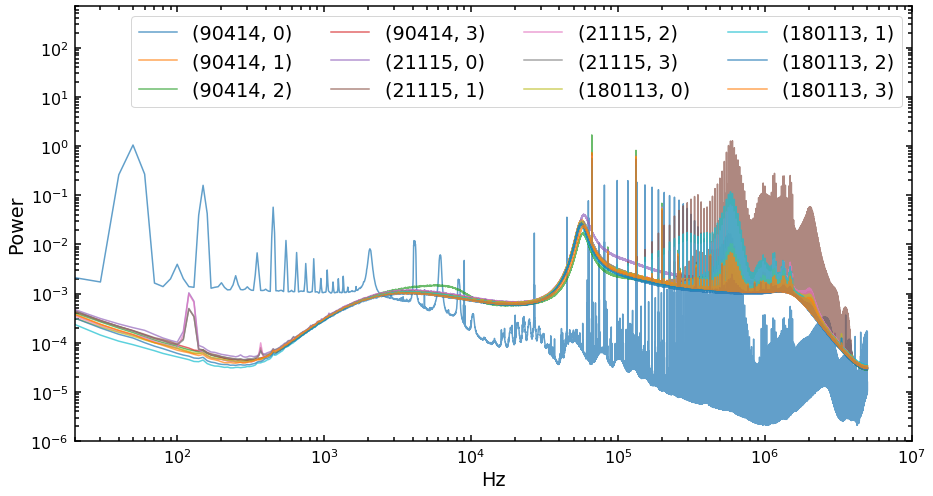 (90414, 0) (90414, 3) (21115, 2) (180113, 1)
(90414, 1) (21115, 0) (21115, 3) (180113, 2)
(90414, 2) (21115, 1) (180113, 0) (180113, 3)
Power
10²
10¹
10⁰
10⁻¹
10⁻²
10⁻³
10⁻⁴
10⁻⁵
10⁻⁶
10² 10³ 10⁴ 10⁵ 10⁶ 10⁷
Hz